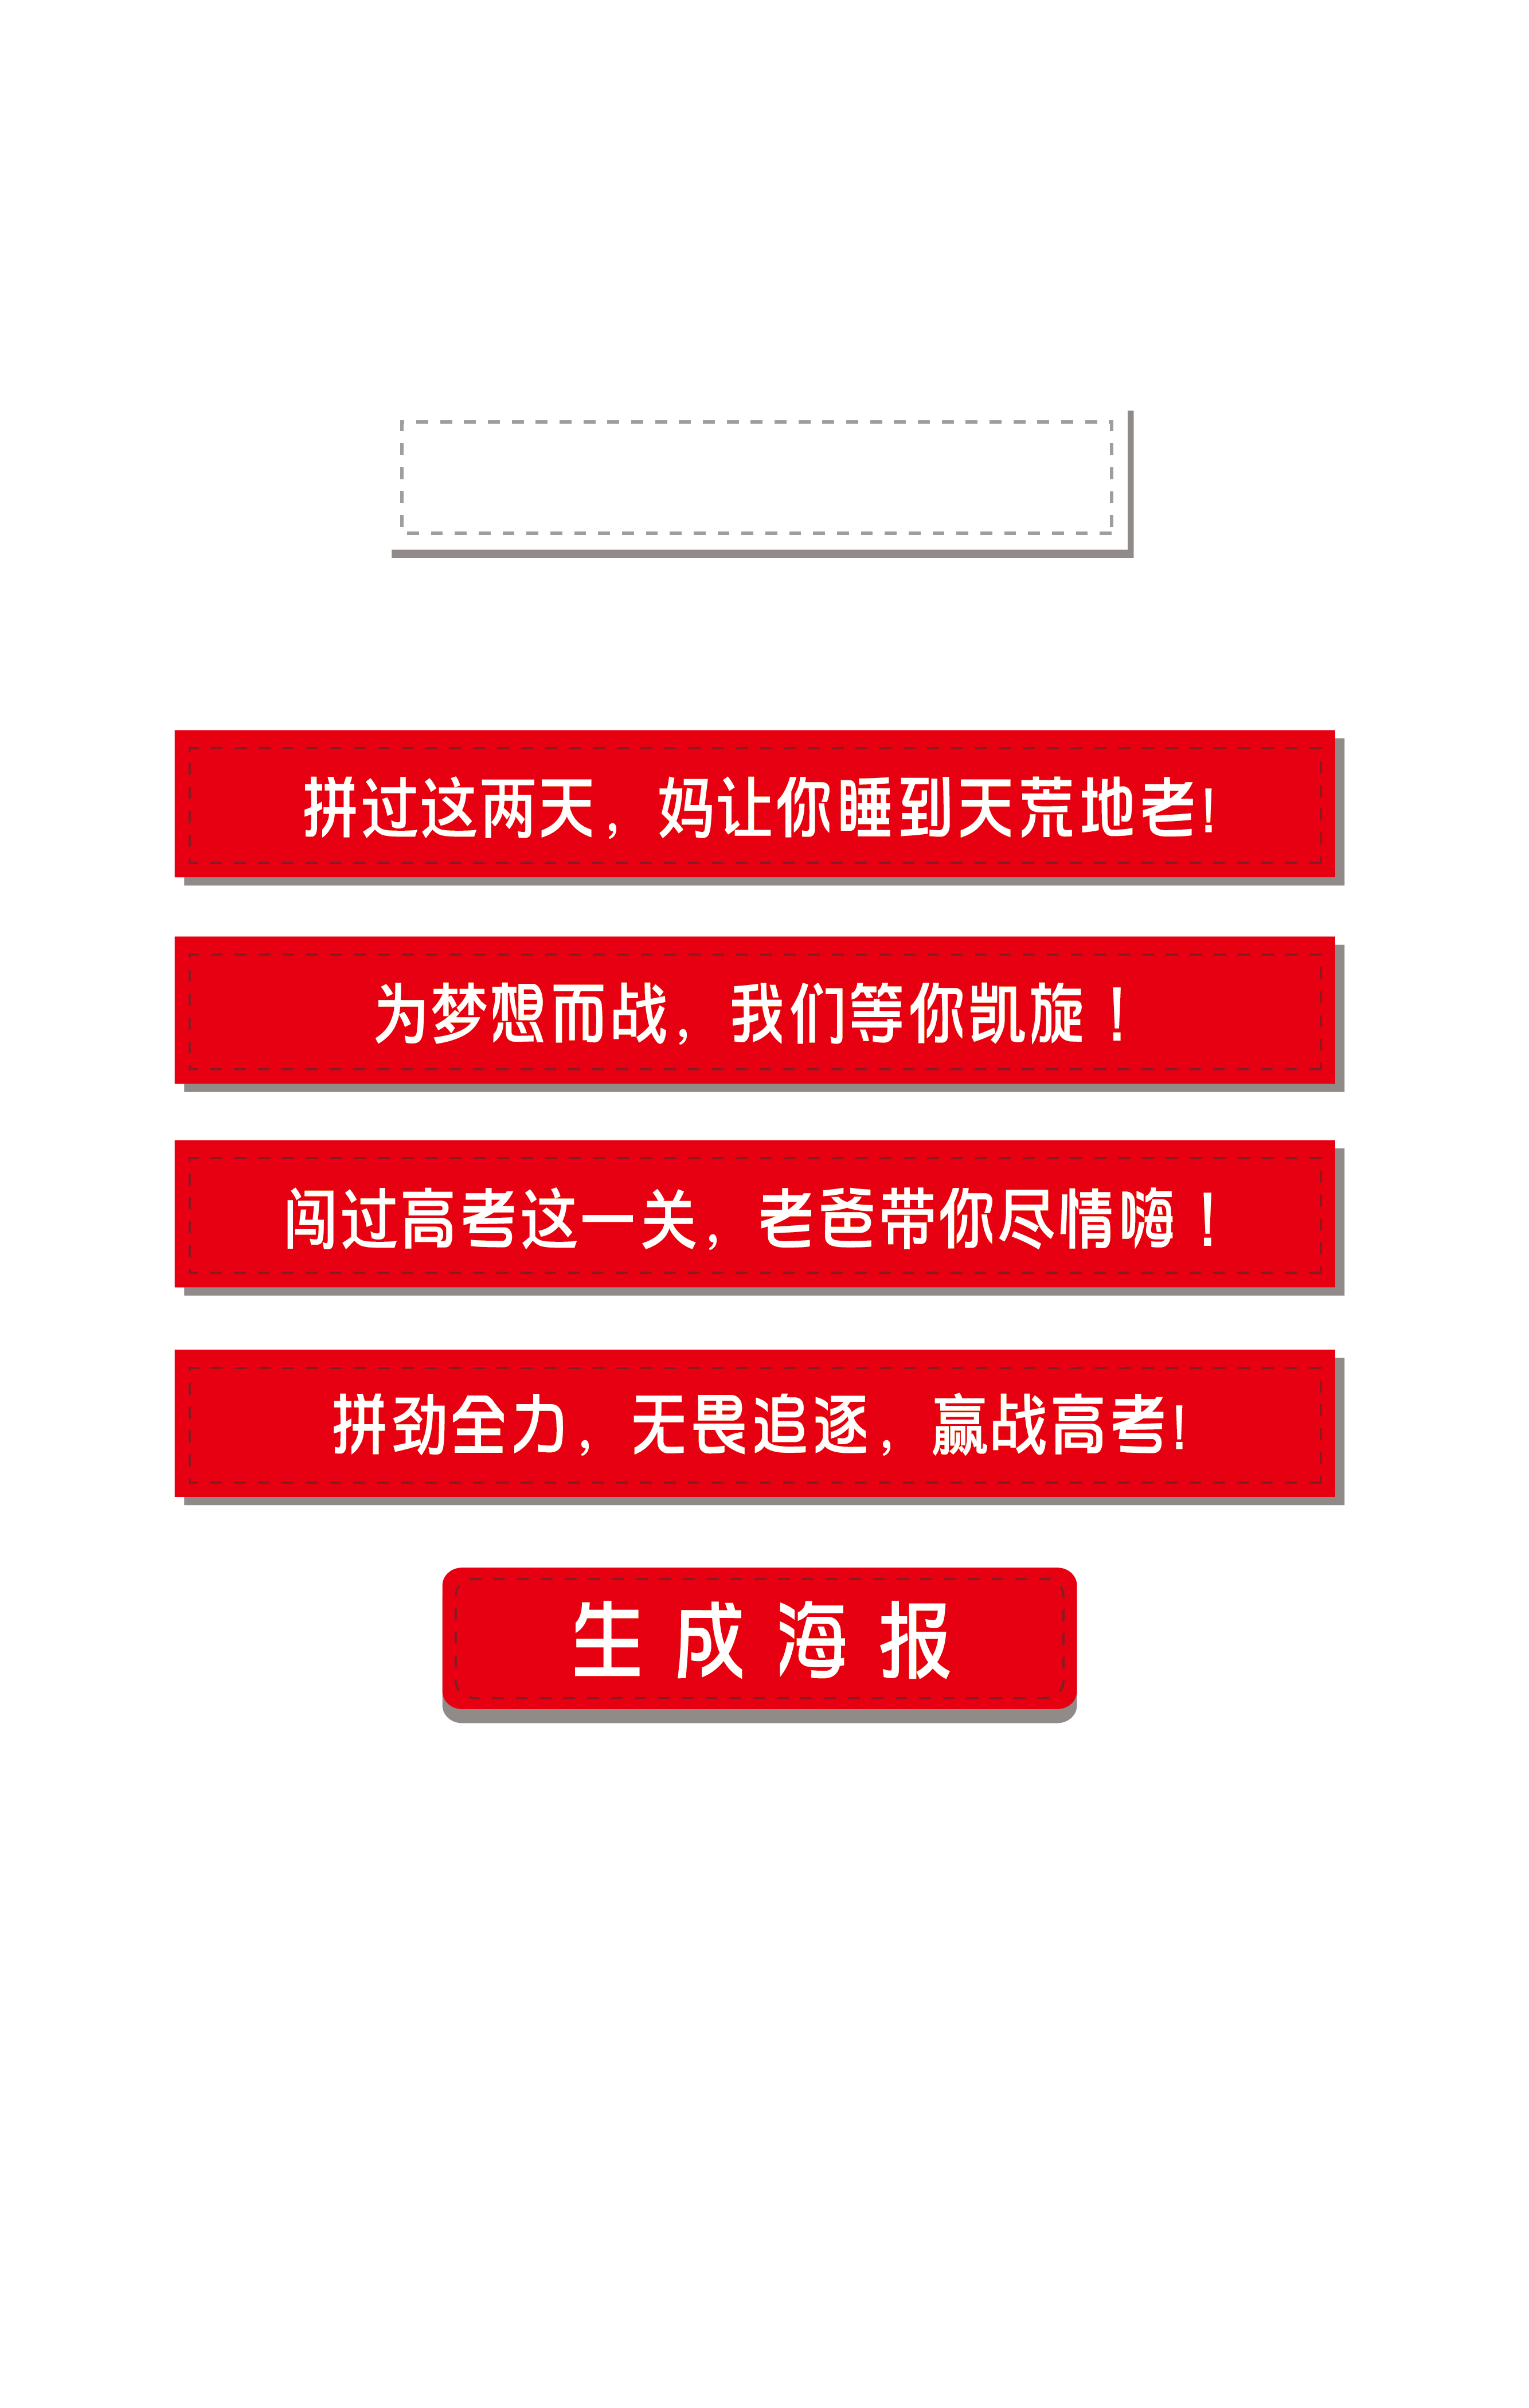 拼过这两天，妈让你睡到天荒地老！
为梦想而战，我们等你凯旋！
闯过高考这一关，老爸带你尽情嗨！
拼劲全力，无畏追逐，赢战高考！
生成海报